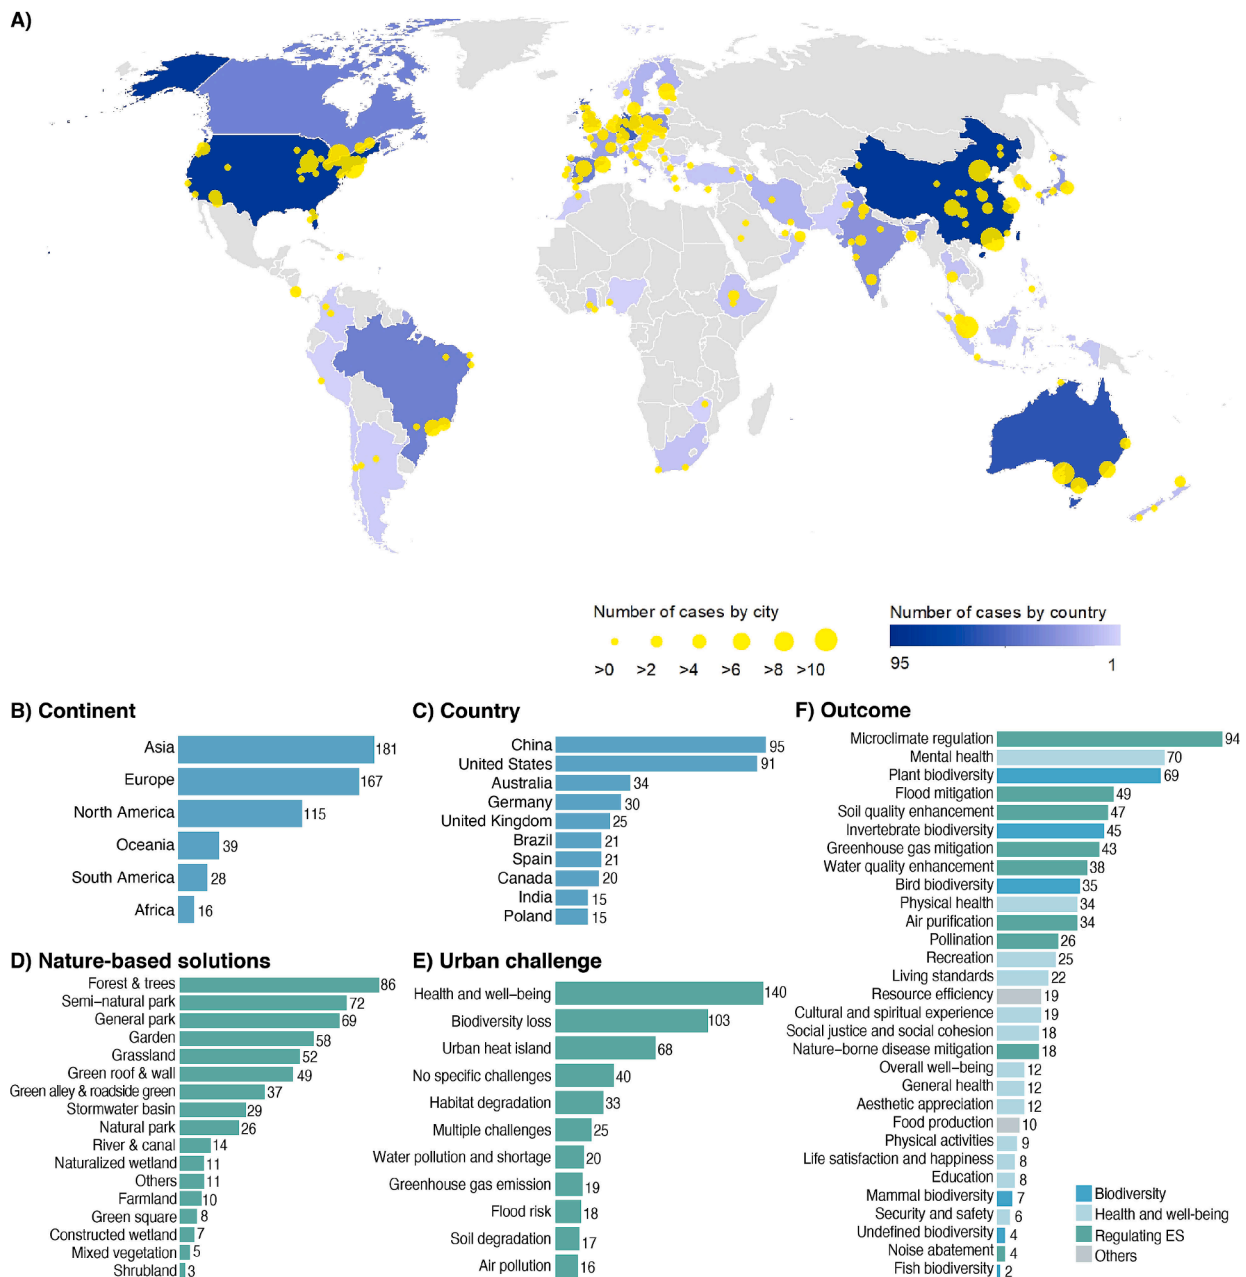 A)
Number of cases by city
>0 >2 >4 >6 >8 >10
Number of cases by country
95 1
B) Continent
Asia 181
Europe 167
North America 115
Oceania 39
South America 28
Africa 16
C) Country
China 95
United States 91
Australia 34
Germany 30
United Kingdom 25
Brazil 21
Spain 21
Canada 20
India 15
Poland 15
D) Nature-based solutions
Forest & trees 86
Semi–natural park 72
General park 69
Garden 58
Grassland 52
Green roof & wall 49
Green alley & roadside green 37
Stormwater basin 29
Natural park 26
River & canal 14
Naturalized wetland 11
Others 11
Farmland 10
Green square 8
Constructed wetland 7
Mixed vegetation 5
Shrubland 3
E) Urban challenge
Health and well–being 140
Biodiversity loss 103
Urban heat island 68
No specific challenges 40
Habitat degradation 33
Multiple challenges 25
Water pollution and shortage 20
Greenhouse gas emission 19
Flood risk 18
Soil degradation 17
Air pollution 16
F) Outcome
Microclimate regulation 94
Mental health 70
Plant biodiversity 69
Flood mitigation 49
Soil quality enhancement 47
Invertebrate biodiversity 45
Greenhouse gas mitigation 43
Water quality enhancement 38
Bird biodiversity 35
Physical health 34
Air purification 34
Pollination 26
Recreation 25
Living standards 22
Resource efficiency 19
Cultural and spiritual experience 19
Social justice and social cohesion 18
Nature–borne disease mitigation 18
Overall well–being 12
General health 12
Aesthetic appreciation 12
Food production 10
Physical activities 9
Life satisfaction and happiness 8
Education 8
Mammal biodiversity 7
Security and safety 6
Undefined biodiversity 4
Noise abatement 4
Fish biodiversity 2
Biodiversity
Health and well-being
Regulating ES
Others